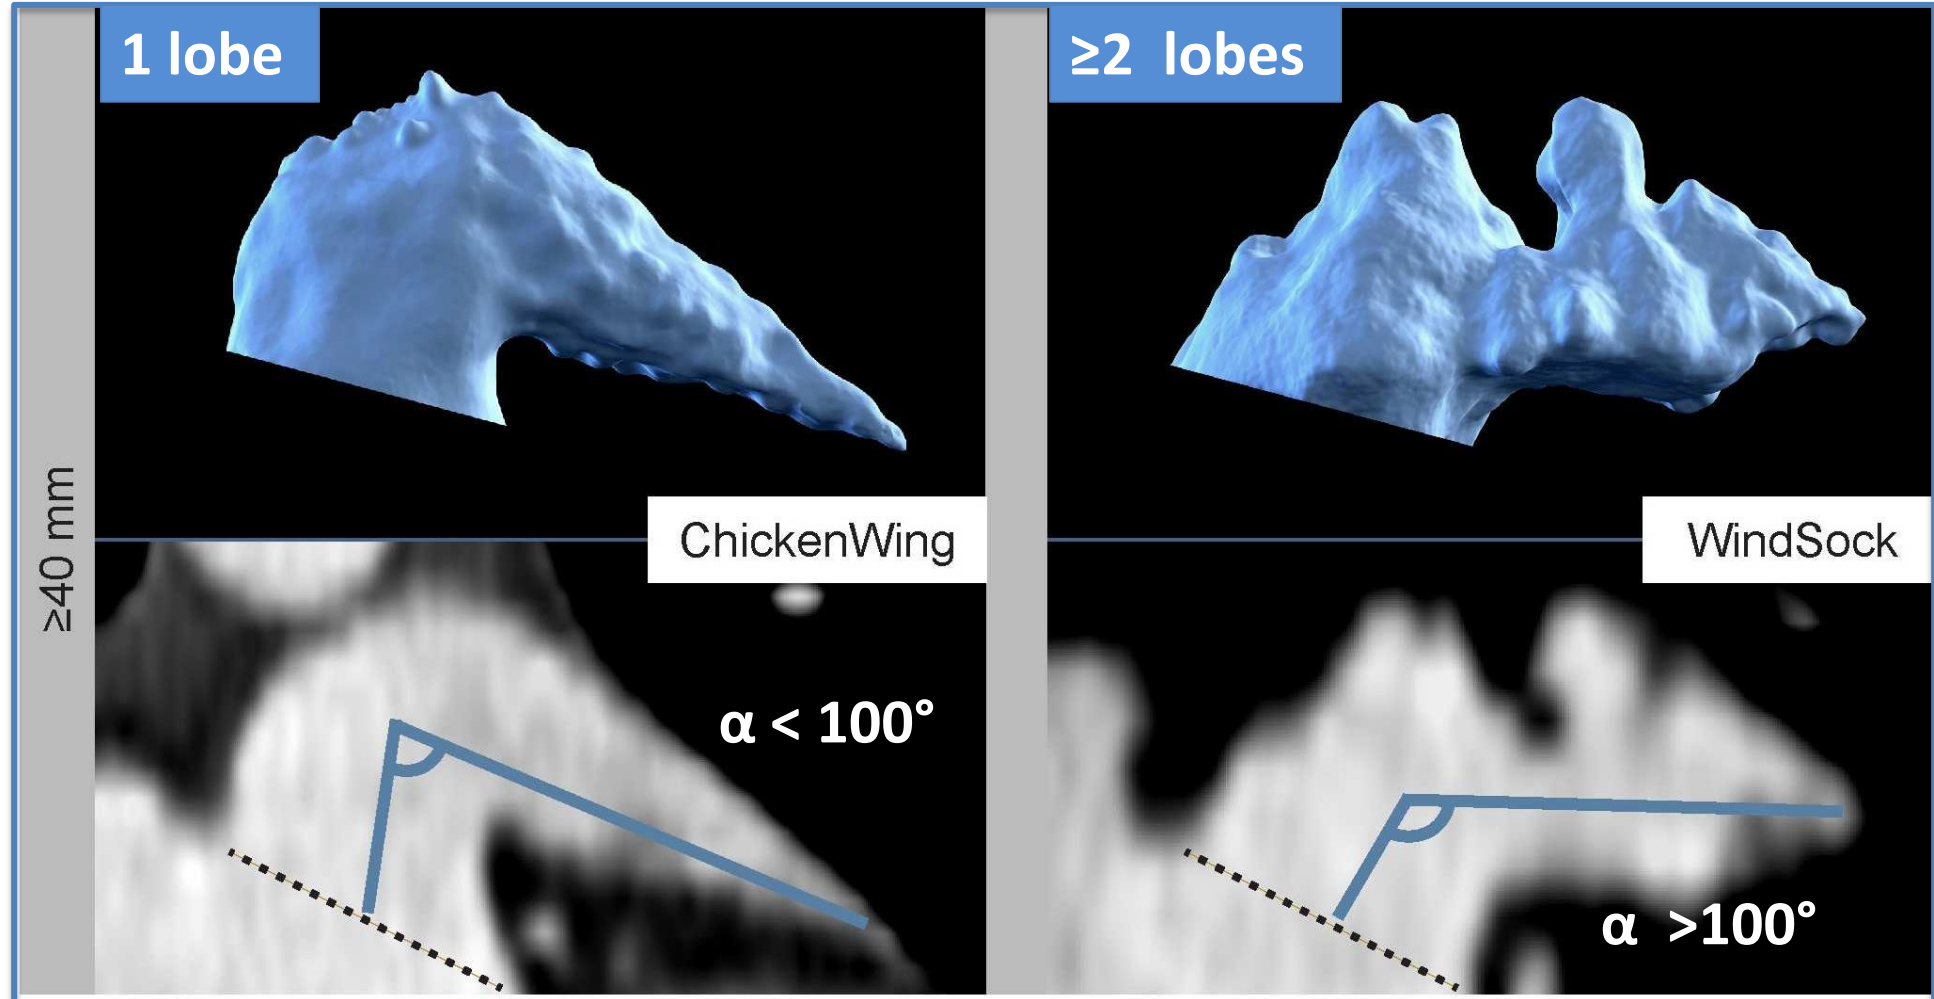 1 lobe
≥2 lobes
≥40 mm
ChickenWing
WindSock
α < 100°
α >100°